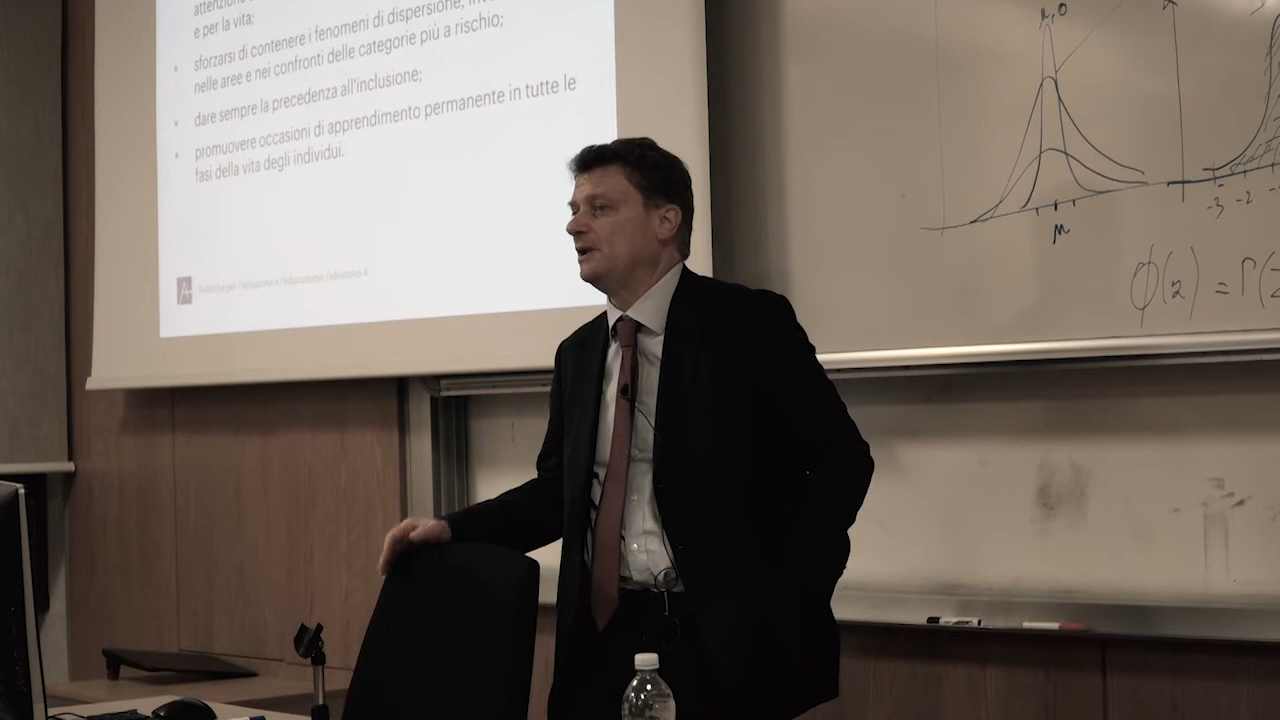 attenzione
e per la vita;
• sforzarsi di contenere i fenomeni di dispersione,
nelle aree e nei confronti delle categorie più a rischio;
• dare sempre la precedenza all'inclusione;
• promuovere occasioni di apprendimento permanente in tutte le
fasi della vita degli individui.
μ, 0
μ
-3 -2
φ(z) = Γ(